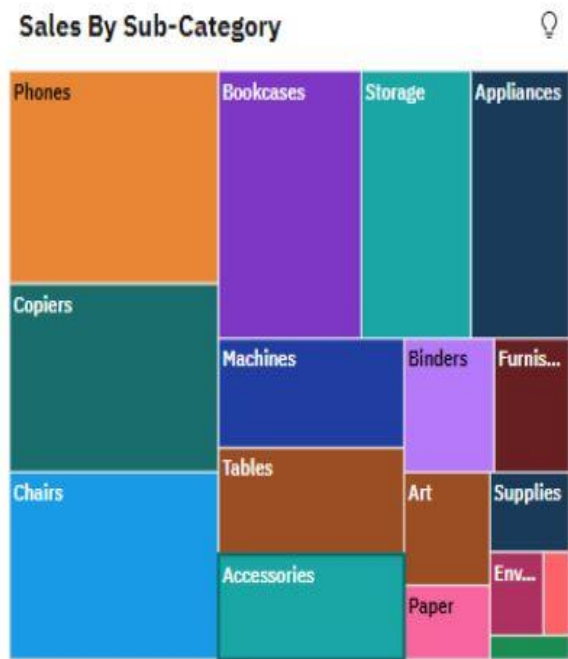 Sales By Sub-Category
Phones
Bookcases
Storage
Appliances
Copiers
Machines
Binders
Furnis...
Tables
Chairs
Art
Supplies
Accessories
Env...
Paper